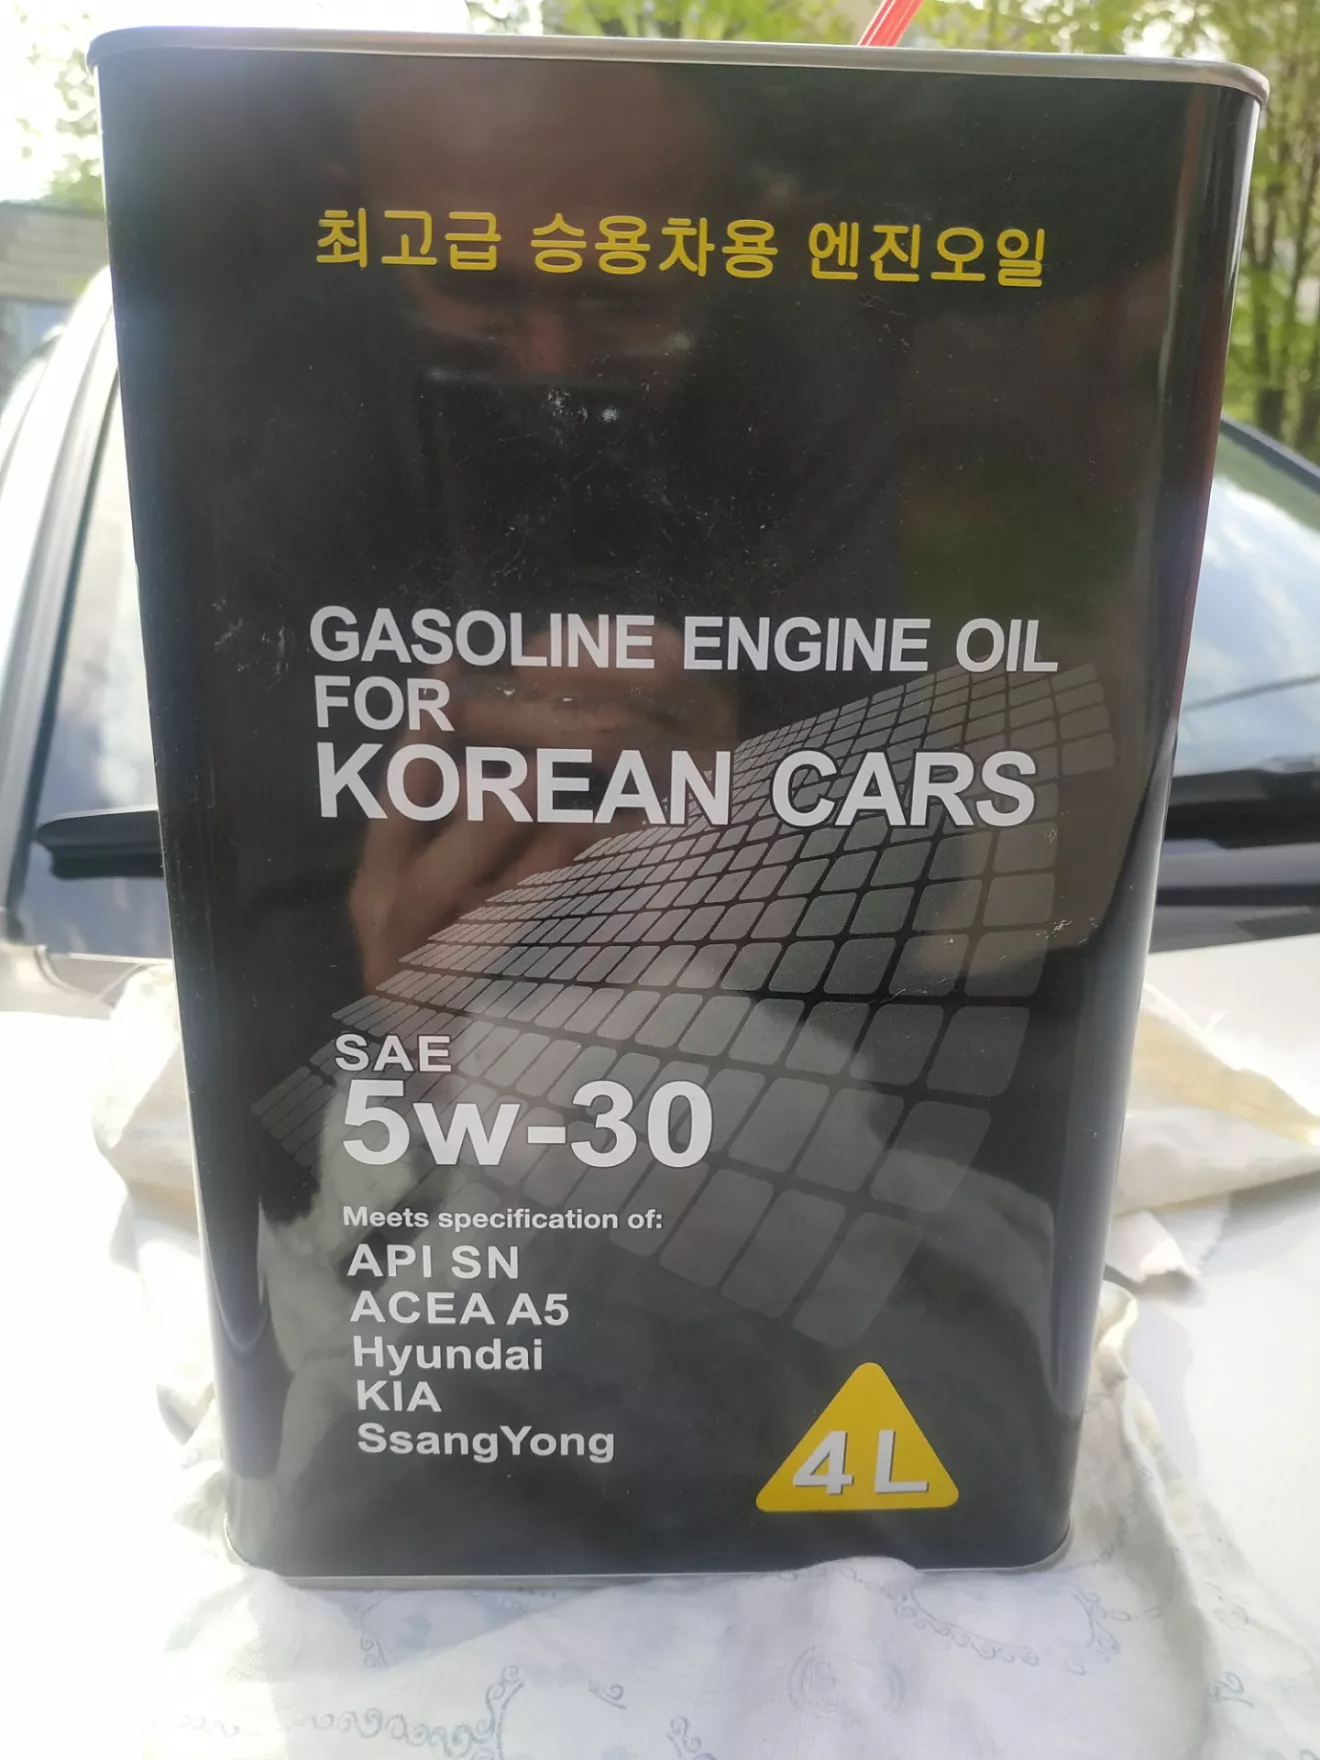 최고급 승용차용 엔진오일
GASOLINE ENGINE OIL
FOR
KOREAN CARS
SAE
5w-30
Meets specification of:
API SN
ACEA A5
Hyundai
KIA
SsangYong
4L